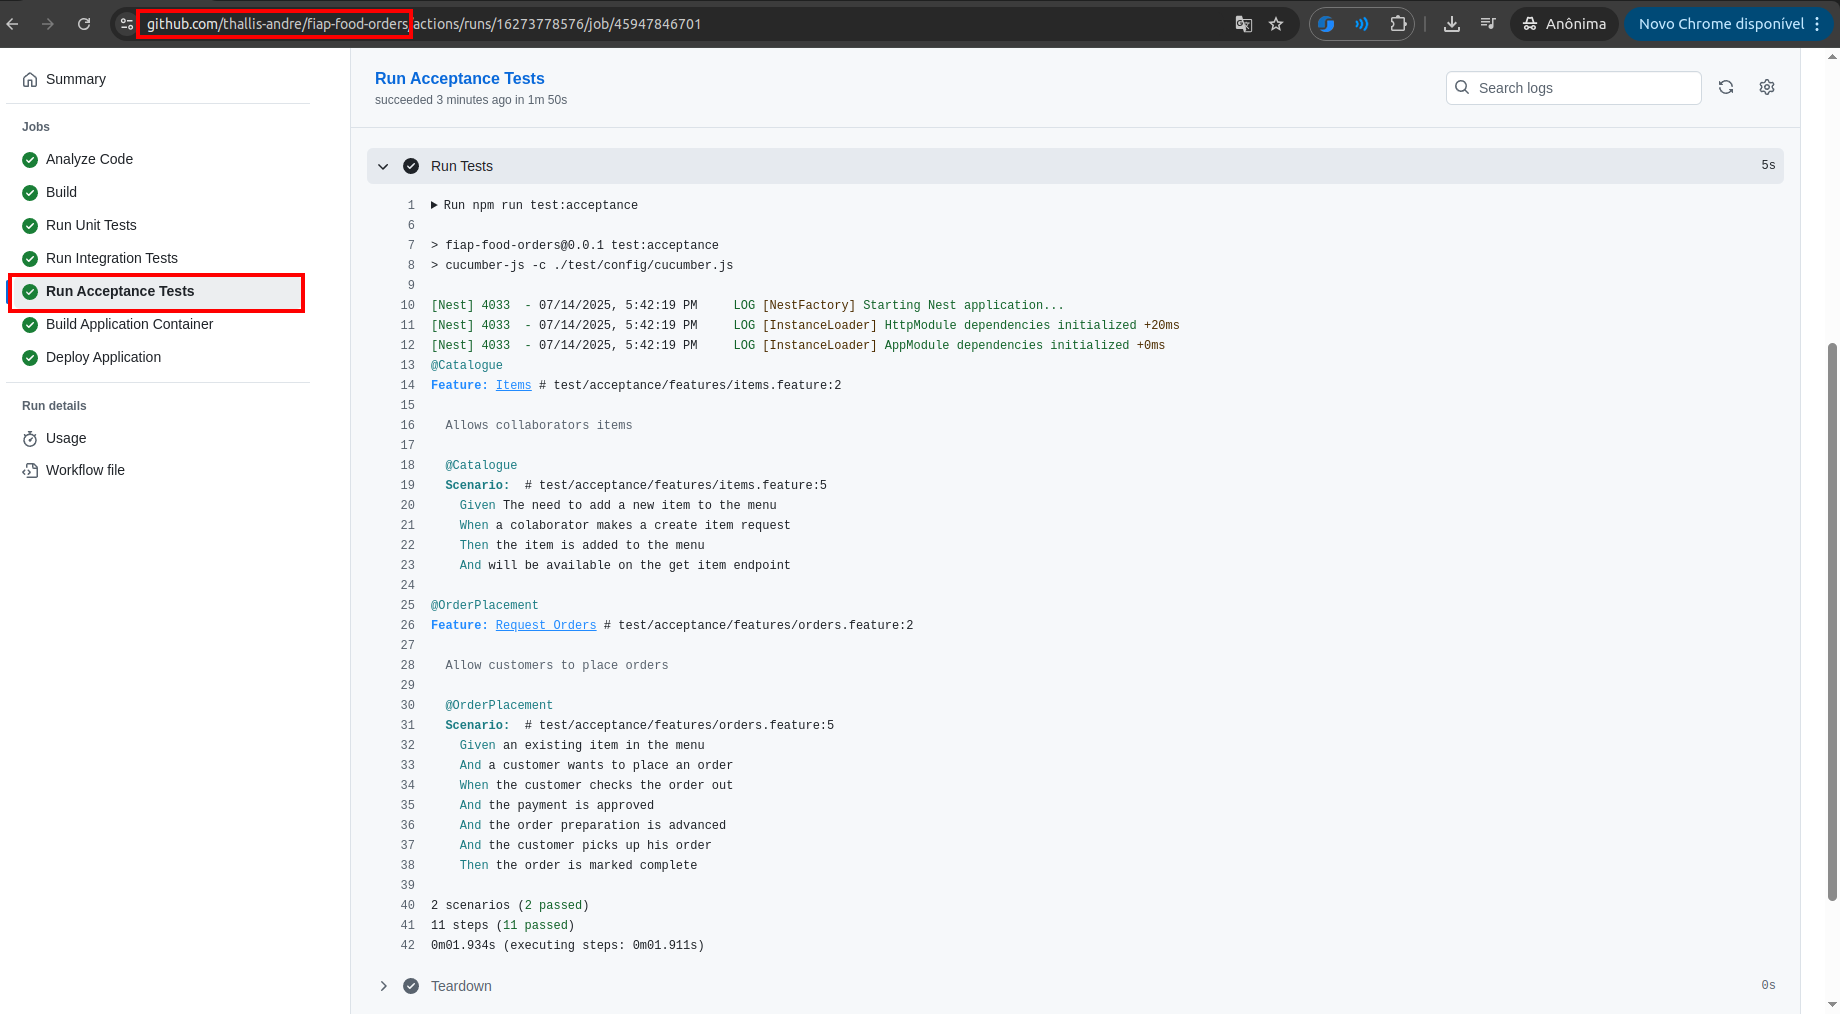 github.com/thallis-andre/fiap-food-orders/actions/runs/16273778576/job/45947846701
Anônima
Novo Chrome disponível
Summary
Jobs
Analyze Code
Build
Run Unit Tests
Run Integration Tests
Run Acceptance Tests
Build Application Container
Deploy Application
Run details
Usage
Workflow file
Run Acceptance Tests
succeeded 3 minutes ago in 1m 50s
Search logs
Run Tests 5s
1 Run npm run test:acceptance
6
7 > fiap-food-orders@0.0.1 test:acceptance
8 > cucumber-js -c ./test/config/cucumber.js
9
10 [Nest] 4033  - 07/14/2025, 5:42:19 PM     LOG [NestFactory] Starting Nest application...
11 [Nest] 4033  - 07/14/2025, 5:42:19 PM     LOG [InstanceLoader] HttpModule dependencies initialized +20ms
12 [Nest] 4033  - 07/14/2025, 5:42:19 PM     LOG [InstanceLoader] AppModule dependencies initialized +0ms
13 @Catalogue
14 Feature: Items # test/acceptance/features/items.feature:2
15
16   Allows collaborators items
17
18   @Catalogue
19   Scenario:  # test/acceptance/features/items.feature:5
20     Given The need to add a new item to the menu
21     When a colaborator makes a create item request
22     Then the item is added to the menu
23     And will be available on the get item endpoint
24
25 @OrderPlacement
26 Feature: Request Orders # test/acceptance/features/orders.feature:2
27
28   Allow customers to place orders
29
30   @OrderPlacement
31   Scenario:  # test/acceptance/features/orders.feature:5
32     Given an existing item in the menu
33     And a customer wants to place an order
34     When the customer checks the order out
35     And the payment is approved
36     And the order preparation is advanced
37     And the customer picks up his order
38     Then the order is marked complete
39
40 2 scenarios (2 passed)
41 11 steps (11 passed)
42 0m01.934s (executing steps: 0m01.911s)
Teardown 0s